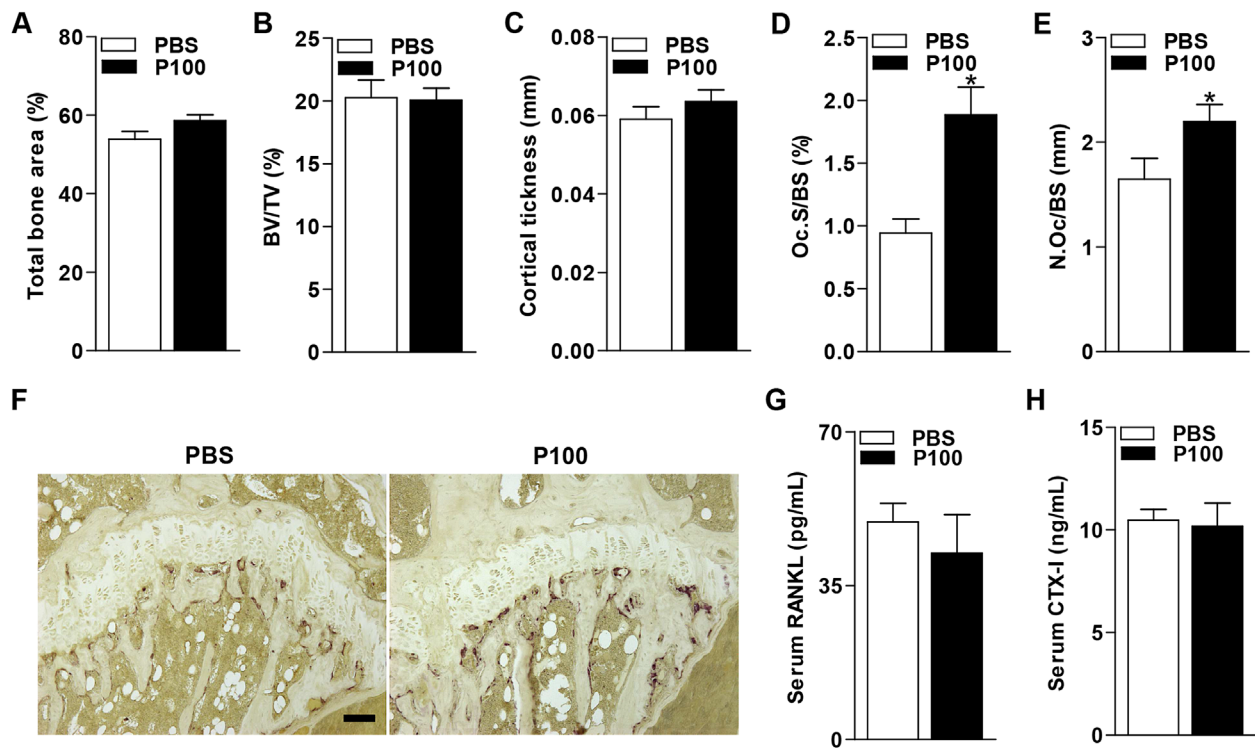 A
Total bone area (%)
80
60
40
20
0
PBS
P100
B
BV/TV (%)
25
20
15
10
5
0
PBS
P100
C
Cortical tickness (mm)
0.08
0.06
0.04
0.02
0.00
PBS
P100
D
Oc.S/BS (%)
2.5
2.0
1.5
1.0
0.5
0.0
PBS
P100
*
E
N.Oc/BS (mm)
3
2
1
0
PBS
P100
*
F
PBS
P100
G
Serum RANKL (pg/mL)
70
35
0
PBS
P100
H
Serum CTX-I (ng/mL)
15
10
5
0
PBS
P100